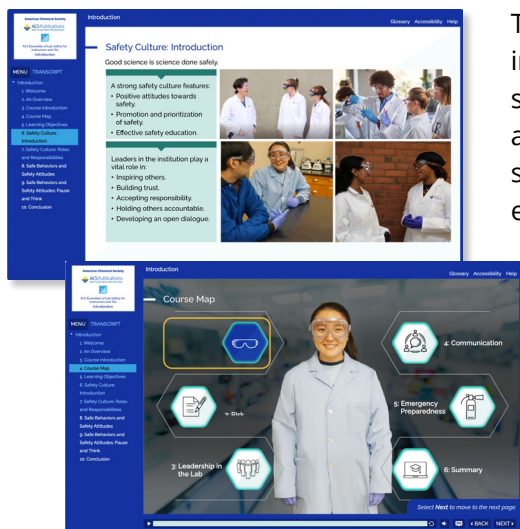 American Chemical Society
ACS Publications
ACS Essentials of Lab Safety for
Instructors and TAs
Introduction
MENU TRANSCRIPT
Introduction
1. Welcome
2. An Overview
3. Course Introduction
4. Course Map
5. Learning Objectives
6. Safety Culture:
Introduction
7. Safety Culture: Roles
and Responsibilities
8. Safe Behaviors and
Safety Attitudes
9. Safe Behaviors and
Safety Attitudes: Pause
and Think
10. Conclusion
Introduction
Glossary Accessibility Help
Safety Culture: Introduction
Good science is science done safely.
A strong safety culture features:
• Positive attitudes towards
safety.
• Promotion and prioritization
of safety.
• Effective safety education.
Leaders in the institution play a
vital role in:
• Inspiring others.
• Building trust.
• Accepting responsibility.
• Holding others accountable.
• Developing an open dialogue.
American Chemical Society
ACS Publications
ACS Essentials of Lab Safety for
Instructors and TAs
Introduction
MENU TRANSCRIPT
Introduction
1. Welcome
2. An Overview
3. Course Introduction
4. Course Map
5. Learning Objectives
6. Safety Culture:
Introduction
7. Safety Culture: Roles
and Responsibilities
8. Safe Behaviors and
Safety Attitudes
9. Safe Behaviors and
Safety Attitudes: Pause
and Think
10. Conclusion
Introduction
Glossary Accessibility Help
Course Map
3: Leadership in
the Lab
4: Communication
5: Emergency
Preparedness
6: Summary
Select Next to move to the next page.
BACK NEXT